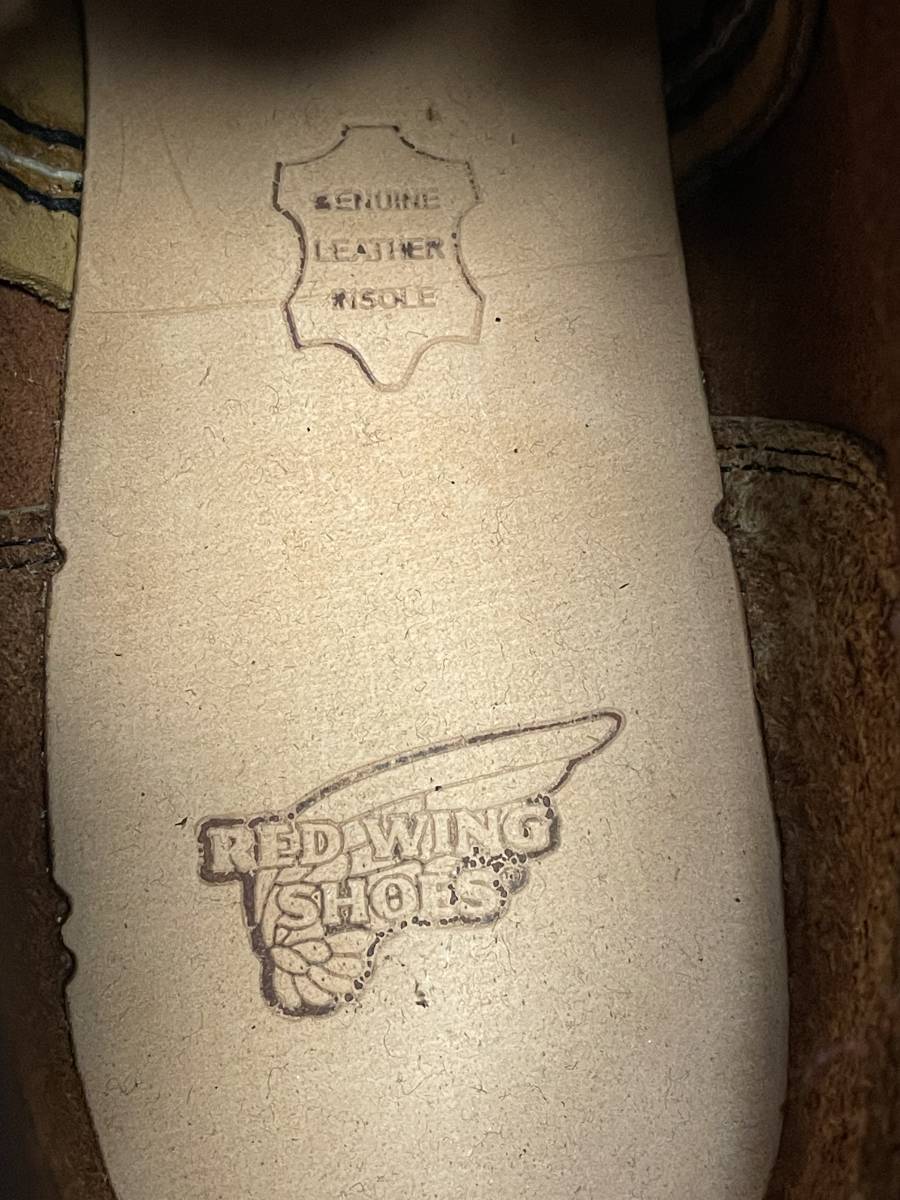 GENUINE
LEATHER
INSOLE
RED WING
SHOES